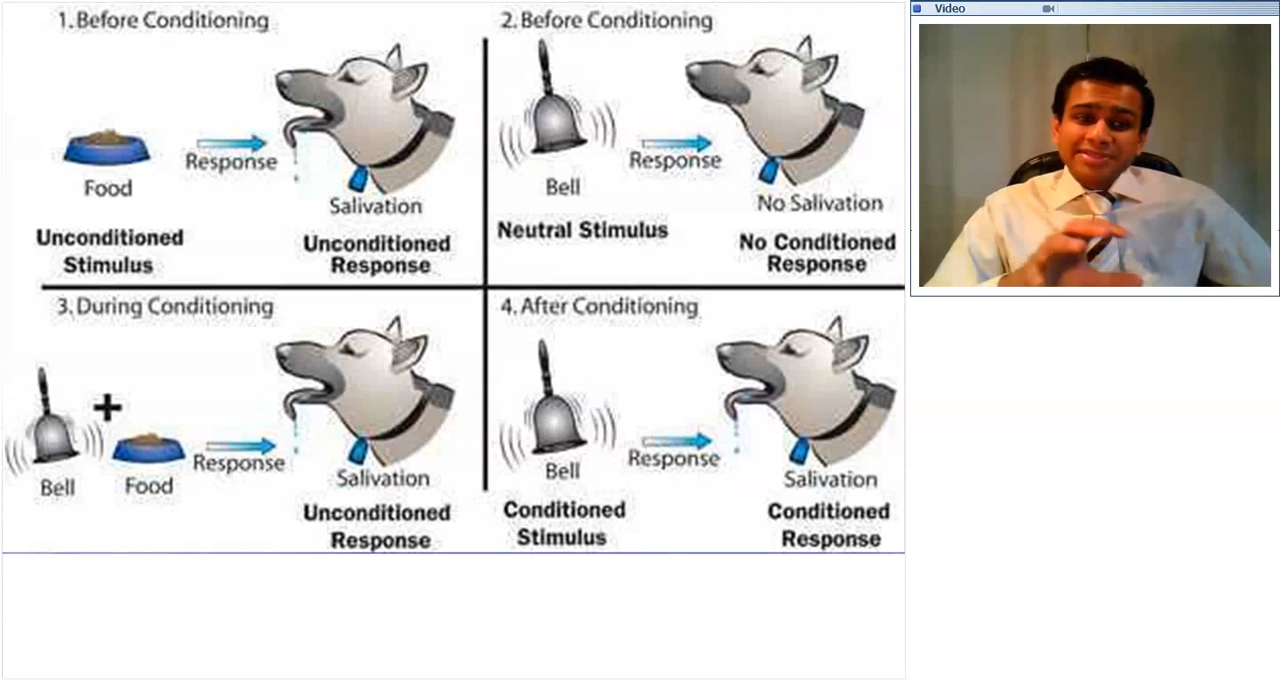 1. Before Conditioning
Food
Response
Salivation
Unconditioned
Stimulus
Unconditioned
Response
2. Before Conditioning
Bell
Response
No Salivation
Neutral Stimulus
No Conditioned
Response
3. During Conditioning
+
Bell
Food
Response
Salivation
Unconditioned
Response
4. After Conditioning
Bell
Response
Salivation
Conditioned
Stimulus
Conditioned
Response
Video